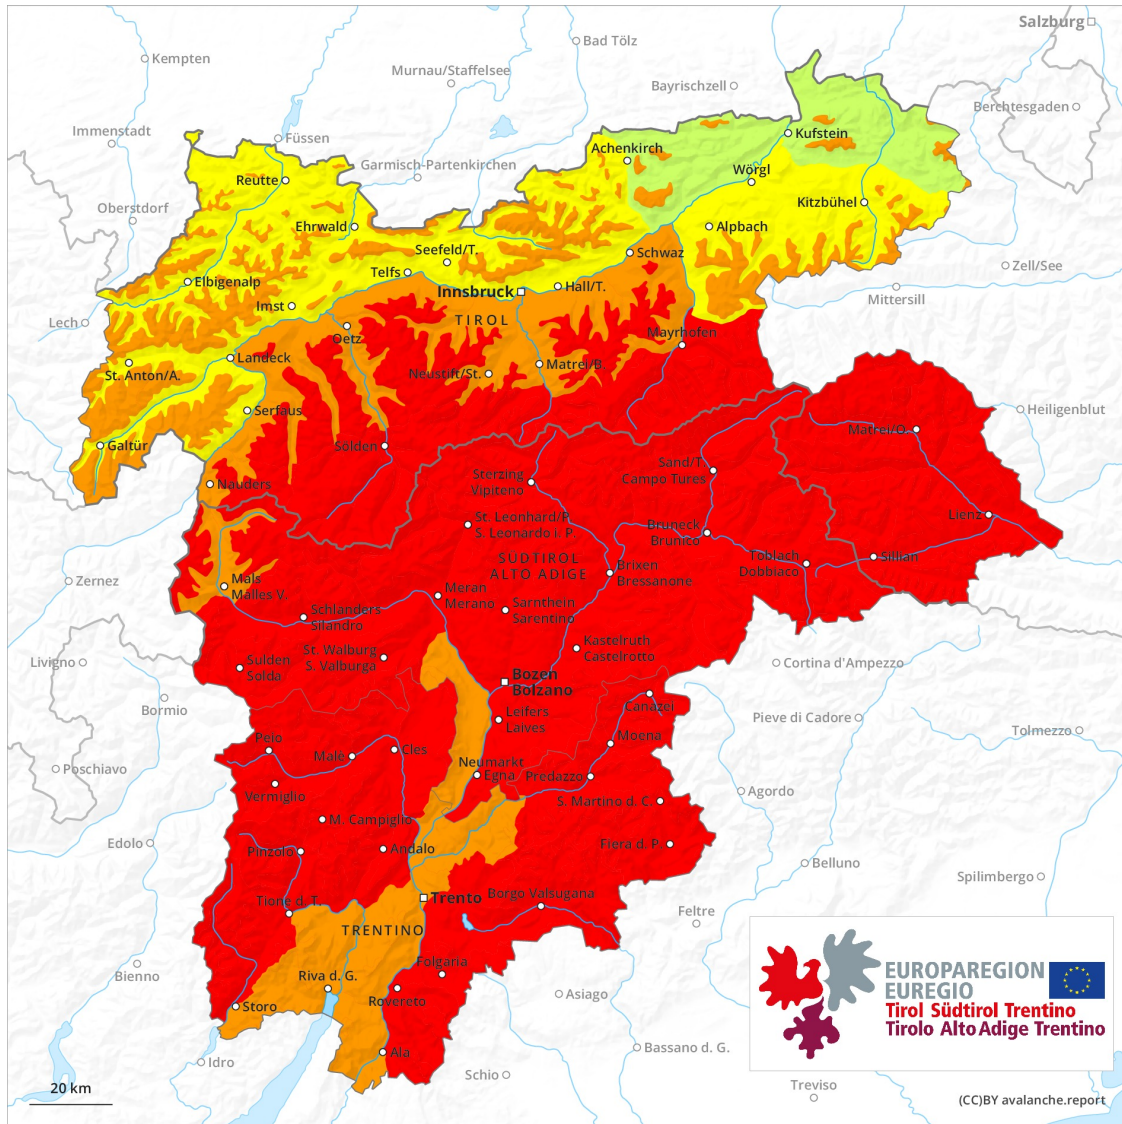 Salzburg
Bad Tölz
Kempten
Murnau/Staffelsee
Bayrischzell
Berchtesgaden
Immenstadt
Füssen
Kufstein
Achenkirch
Garmisch-Partenkirchen
Wörgl
Reutte
Kitzbühel
Oberstdorf
Ehrwald
Alpbach
Seefeld/T.
Schwaz
Telfs
Zell/See
Elbigenalp
Hall/T.
Innsbruck
Mittersill
Imst
Lech
TIROL
Oetz
Mayrhofen
Landeck
St. Anton/A.
Matrei/B.
Neustift/St.
Serfaus
Heiligenblut
Matrei/O.
Galtür
Sölden
Sterzing
Vipiteno
Sand/T.
Campo Tures
Nauders
St. Leonhard/P.
S. Leonardo i. P.
Lienz
Bruneck
Brunico
SÜDTIROL
ALTO ADIGE
Toblach
Dobbiaco
Sillian
Brixen
Bressanone
Zernez
Mals
Málles V.
Meran
Merano
Schlanders
Silandro
Sarnthein
Sarentino
St. Walburg
S. Valburga
Kastelruth
Castelrotto
Livigno
Sulden
Solda
Cortina d'Ampezzo
Bozen
Bolzano
Bormio
Canazei
Leifers
Laives
Pieve di Cadore
Tolmezzo
Peio
Malè
Cles
Moena
Poschiavo
Neumarkt
Egna
Predazzo
Vermiglio
Agordo
S. Martino d. C.
M. Campiglio
Edolo
Pinzolo
Andalo
Fiera d. P.
Belluno
Spilimbergo
Tione d. T.
Trento
Borgo Valsugana
Feltre
TRENTINO
Folgaria
Bienno
Riva d. G.
Rovereto
Asiago
Storo
EUROPAREGION
EUREGIO
Tirol Südtirol Trentino
Tirolo Alto Adige Trentino
Ala
Idro
Bassano d. G.
Schio
Treviso
20 km
(CC)BY avalanche.report